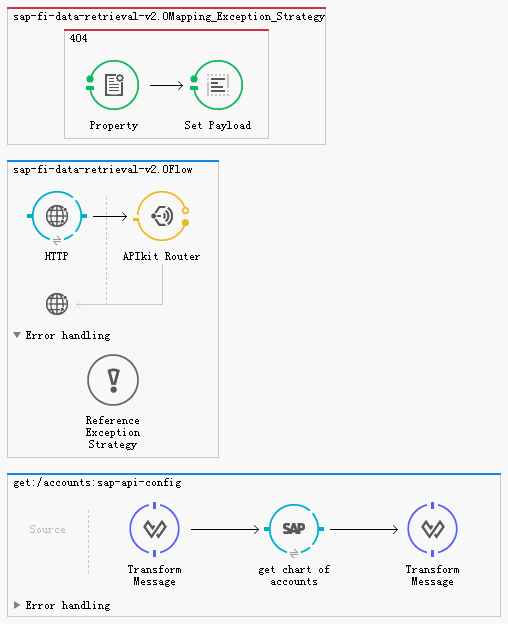 sap-fi-data-retrieval-v2.0Mapping_Exception_Strategy
404
Property
Set Payload
sap-fi-data-retrieval-v2.0Flow
HTTP
APIkit Router
Error handling
Reference
Exception
Strategy
get:/accounts:sap-api-config
Source
SAP
Transform
Message
get chart of
accounts
Transform
Message
Error handling